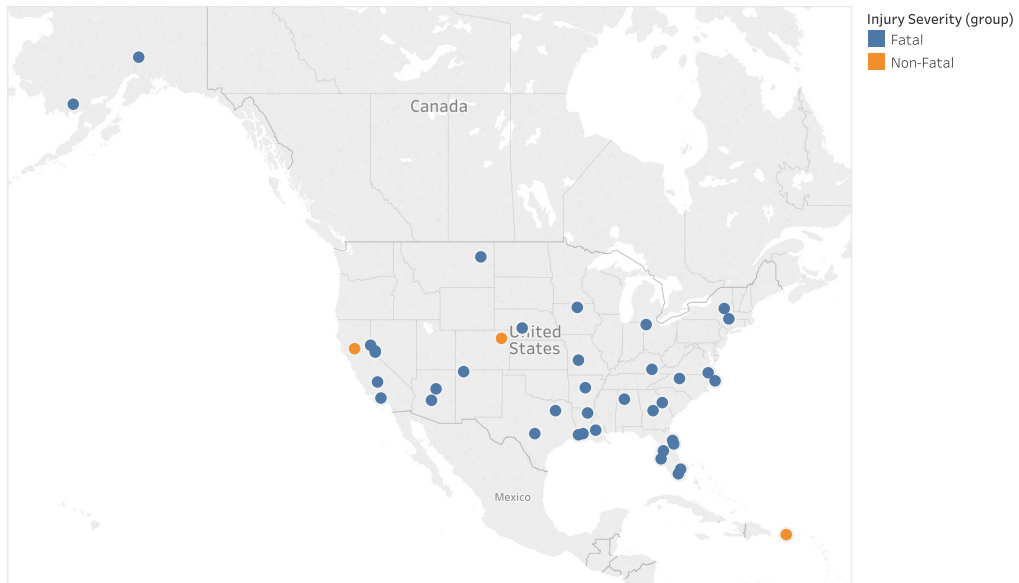 Injury Severity (group)
Fatal
Non-Fatal
Canada
United
States
Mexico